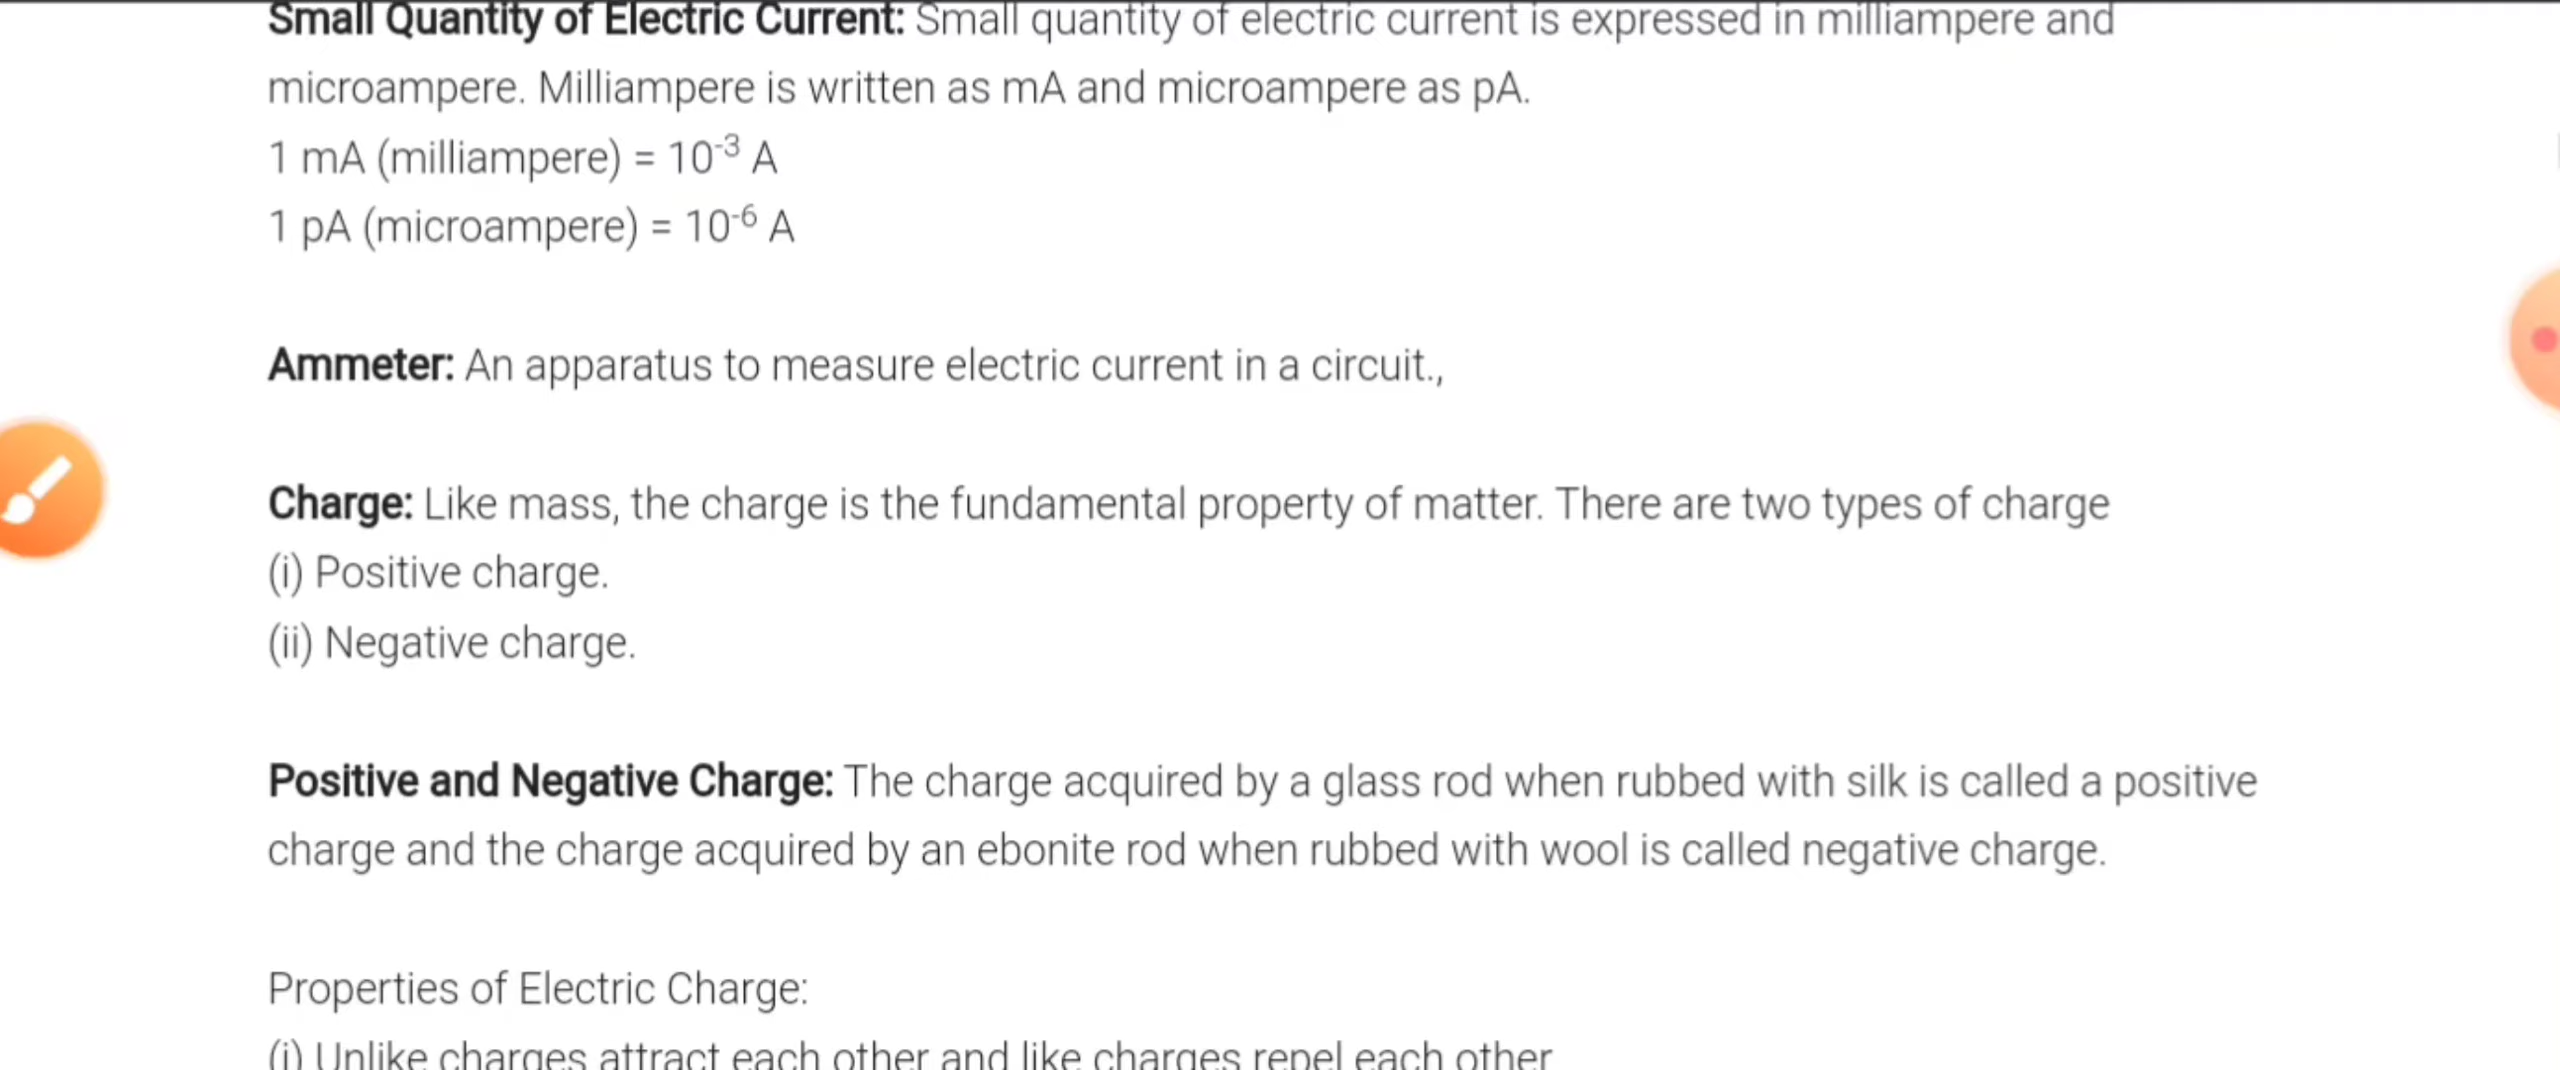 Small Quantity of Electric Current: Small quantity of electric current is expressed in milliampere and
microampere. Milliampere is written as mA and microampere as pA.
1 mA (milliampere) = 10⁻³ A
1 pA (microampere) = 10⁻⁶ A
Ammeter: An apparatus to measure electric current in a circuit.,
Charge: Like mass, the charge is the fundamental property of matter. There are two types of charge
(i) Positive charge.
(ii) Negative charge.
Positive and Negative Charge: The charge acquired by a glass rod when rubbed with silk is called a positive
charge and the charge acquired by an ebonite rod when rubbed with wool is called negative charge.
Properties of Electric Charge:
(i) Unlike charges attract each other and like charges repel each other